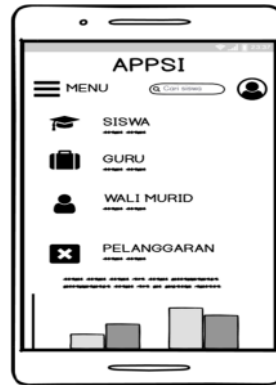 APPSI
MENU
Cari siswa
SISWA
GURU
WALI MURID
PELANGGARAN